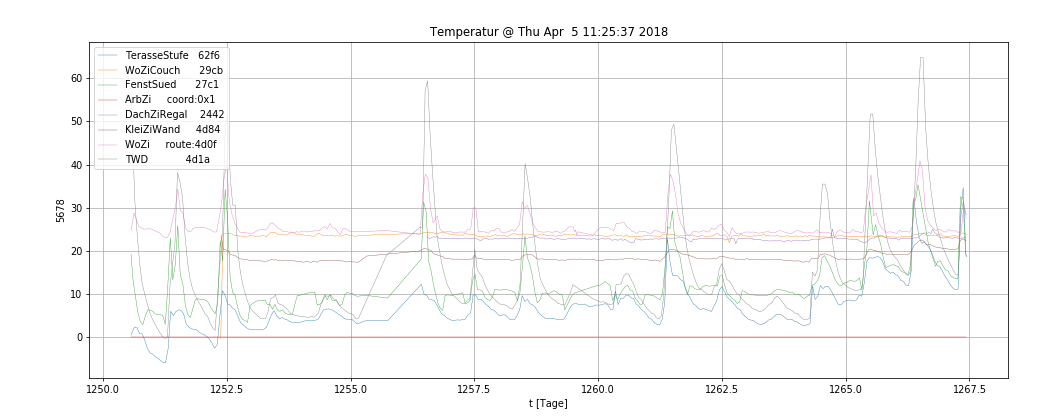 Temperatur @ Thu Apr  5 11:25:37 2018
TerasseStufe   62f6
WoZiCouch      29cb
FenstSued      27c1
ArbZi     coord:0x1
DachZiRegal    2442
KleiZiWand     4d84
WoZi     route:4d0f
TWD            4d1a
60
50
40
30
20
10
0
5678
1250.0 1252.5 1255.0 1257.5 1260.0 1262.5 1265.0 1267.5
t [Tage]